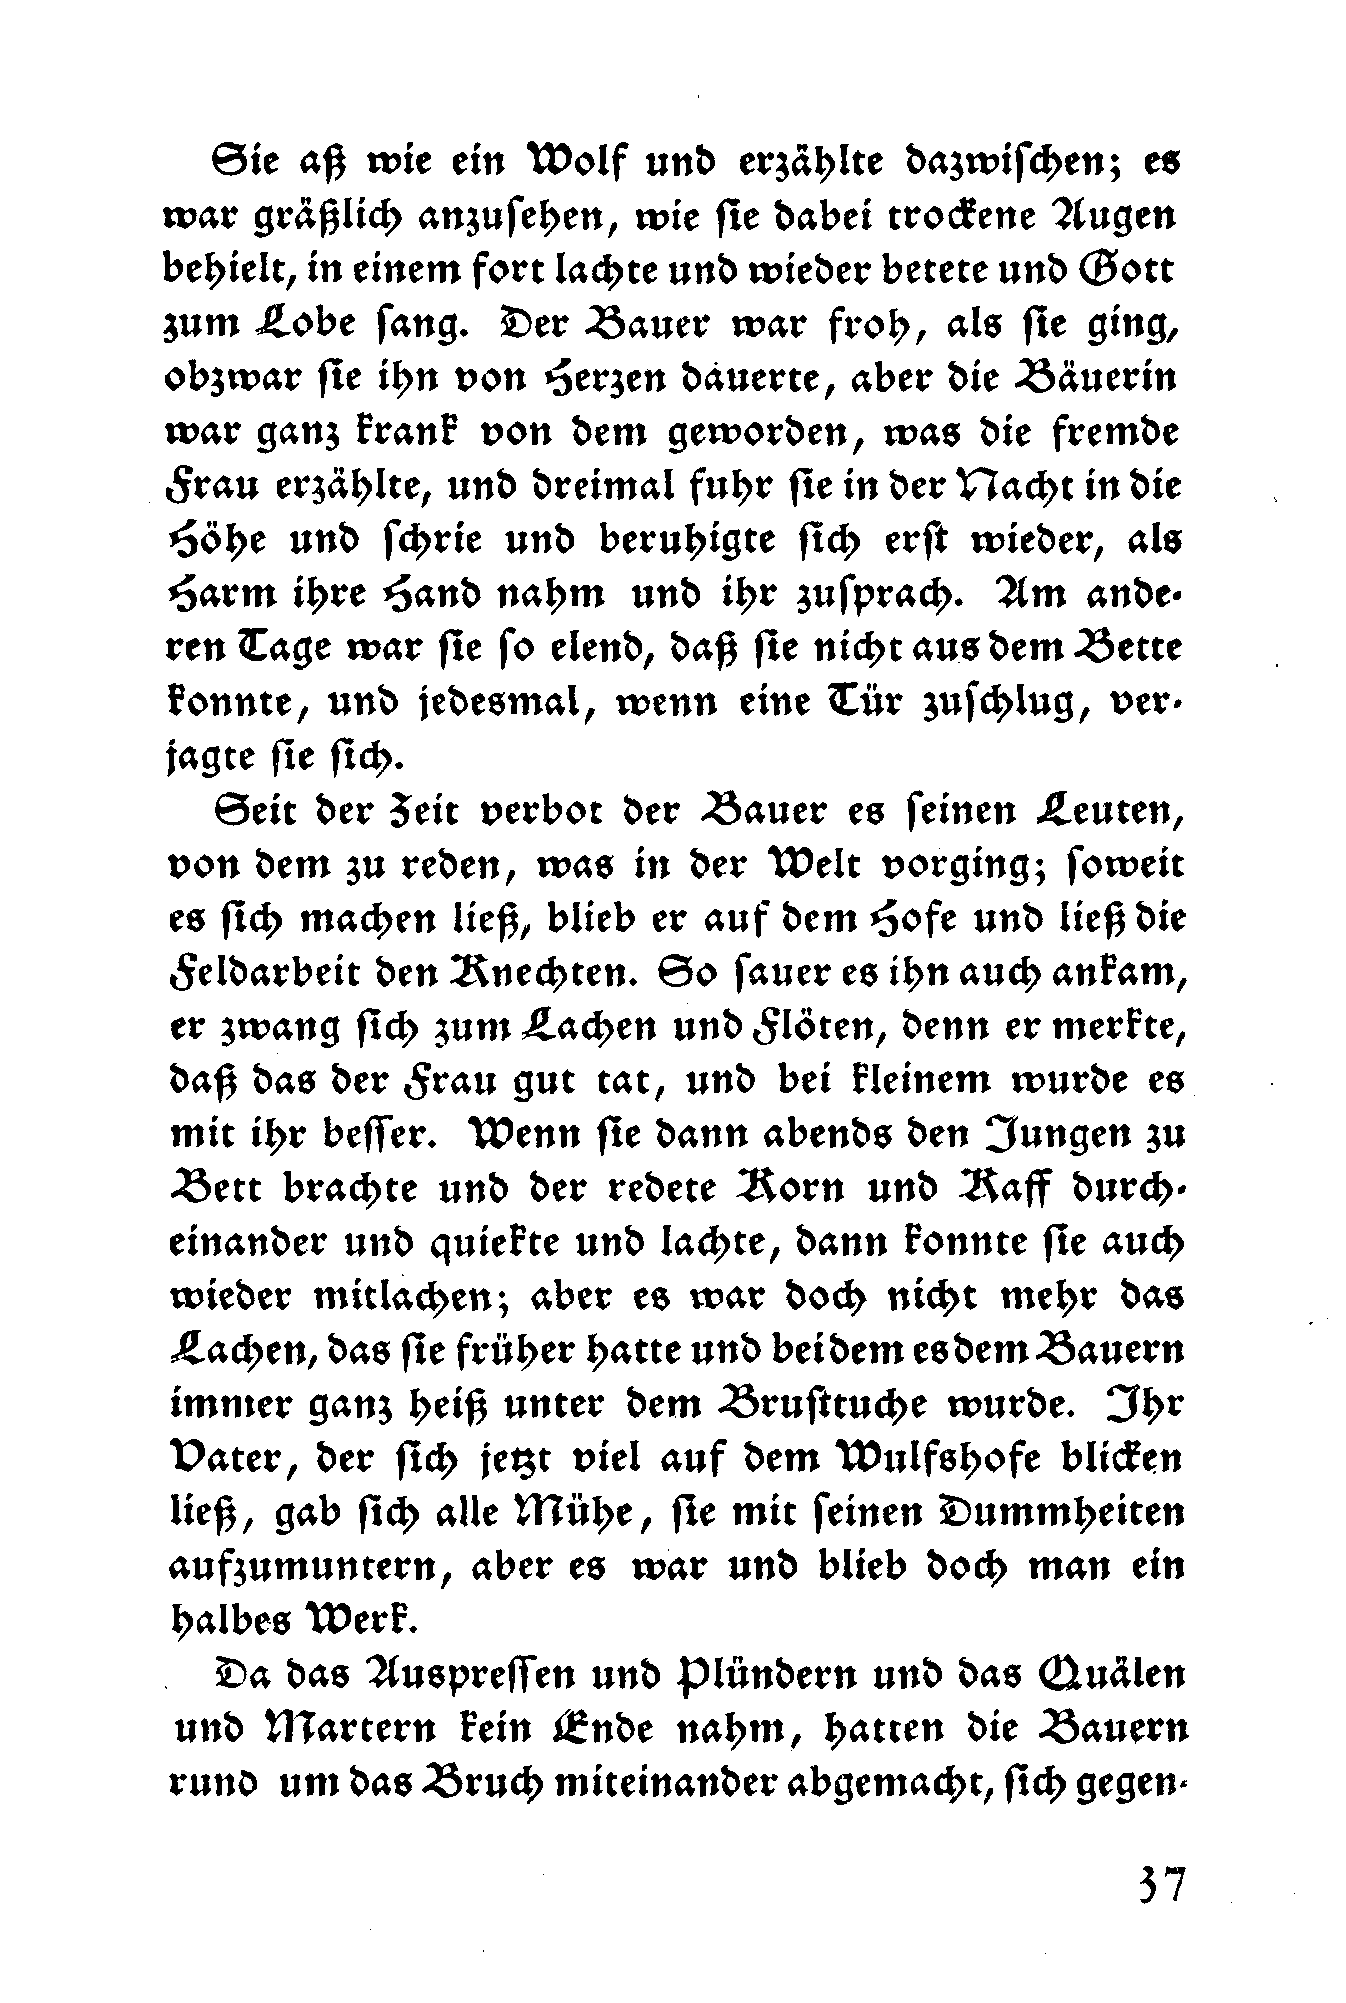 Sie aß wie ein Wolf und erzählte dazwischen; es
war gräßlich anzusehen, wie sie dabei trockene Augen
behielt, in einem fort lachte und wieder betete und Gott
zum Lobe sang. Der Bauer war froh, als sie ging,
obzwar sie ihn von Herzen dauerte, aber die Bäuerin
war ganz krank von dem geworden, was die fremde
Frau erzählte, und dreimal fuhr sie in der Nacht in die
Höhe und schrie und beruhigte sich erst wieder, als
Harm ihre Hand nahm und ihr zusprach. Am ande-
ren Tage war sie so elend, daß sie nicht aus dem Bette
konnte, und jedesmal, wenn eine Tür zuschlug, ver-
jagte sie sich.
Seit der Zeit verbot der Bauer es seinen Leuten,
von dem zu reden, was in der Welt vorging; soweit
es sich machen ließ, blieb er auf dem Hofe und ließ die
Feldarbeit den Knechten. So sauer es ihn auch ankam,
er zwang sich zum Lachen und Flöten, denn er merkte,
daß das der Frau gut tat, und bei kleinem wurde es
mit ihr besser. Wenn sie dann abends den Jungen zu
Bett brachte und der redete Korn und Kaff durch-
einander und quiekte und lachte, dann konnte sie auch
wieder mitlachen; aber es war doch nicht mehr das
Lachen, das sie früher hatte und bei dem es dem Bauern
immer ganz heiß unter dem Brusttuche wurde. Ihr
Vater, der sich jetzt viel auf dem Wulfshofe blicken
ließ, gab sich alle Mühe, sie mit seinen Dummheiten
aufzumuntern, aber es war und blieb doch man ein
halbes Werk.
Da das Auspressen und Plündern und das Quälen
und Martern kein Ende nahm, hatten die Bauern
rund um das Bruch miteinander abgemacht, sich gegen-
37